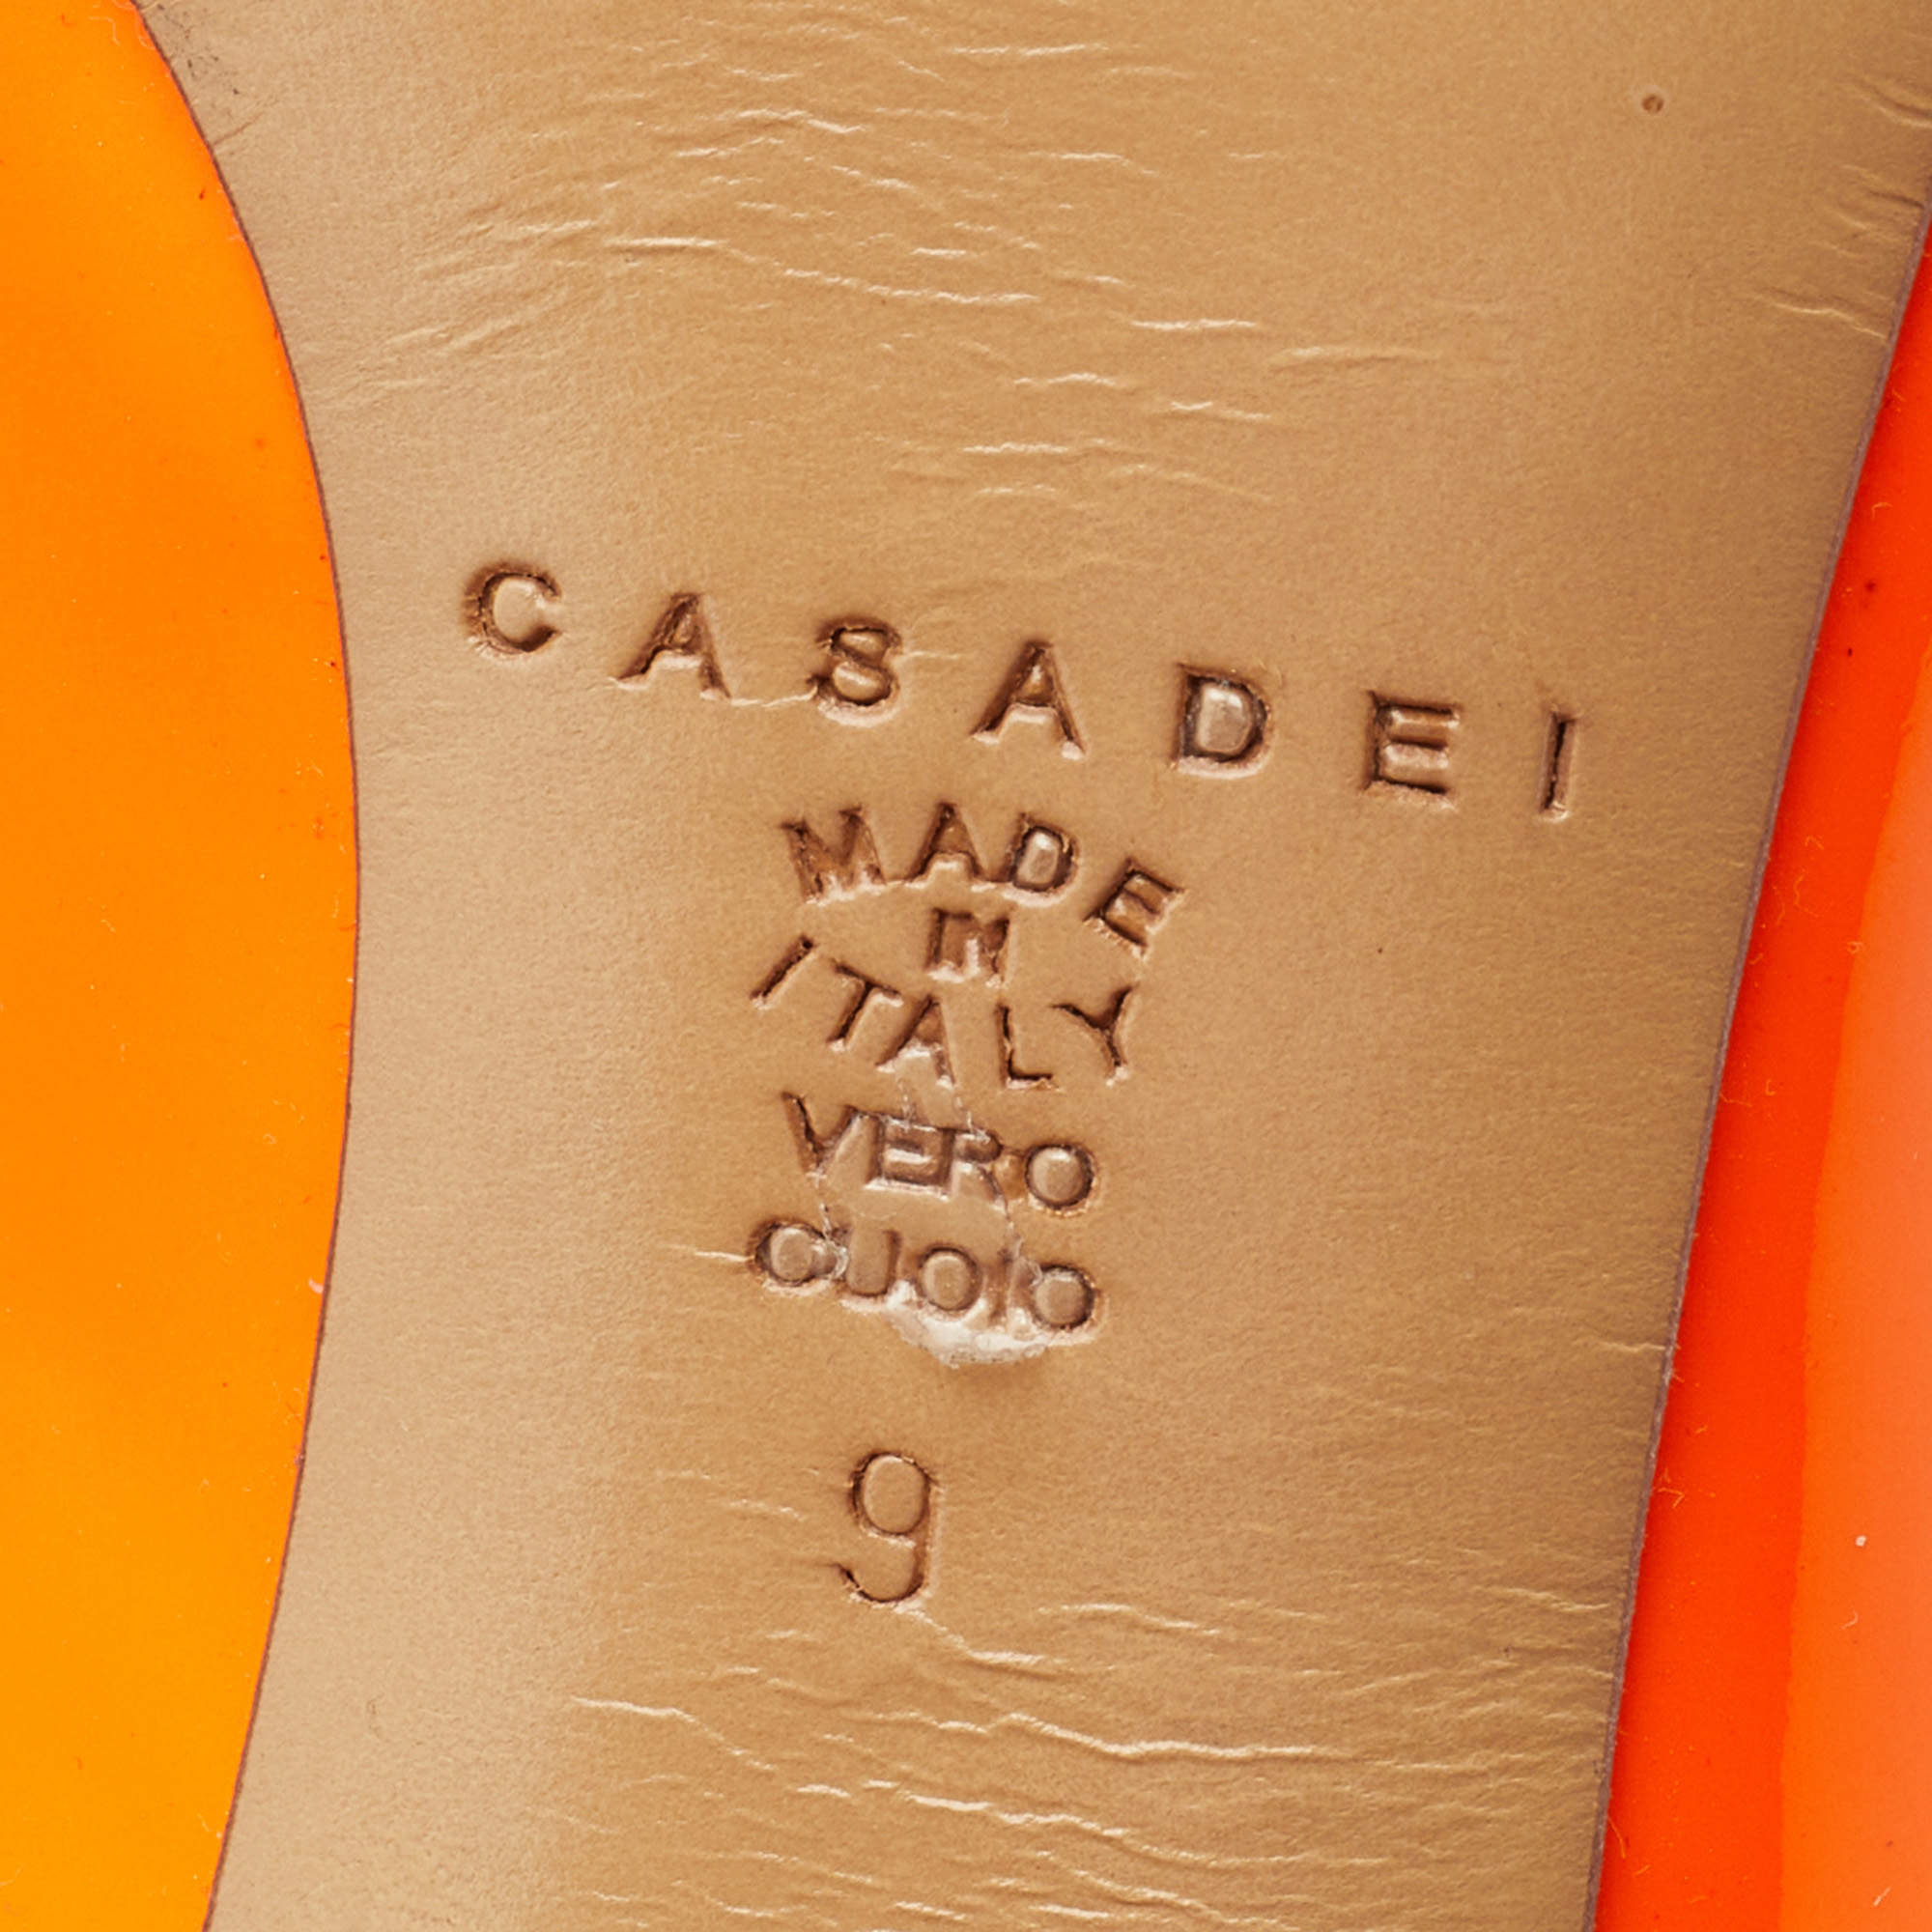 CASADEI
MADE
IN
ITALY
VERO
CUOIO
9